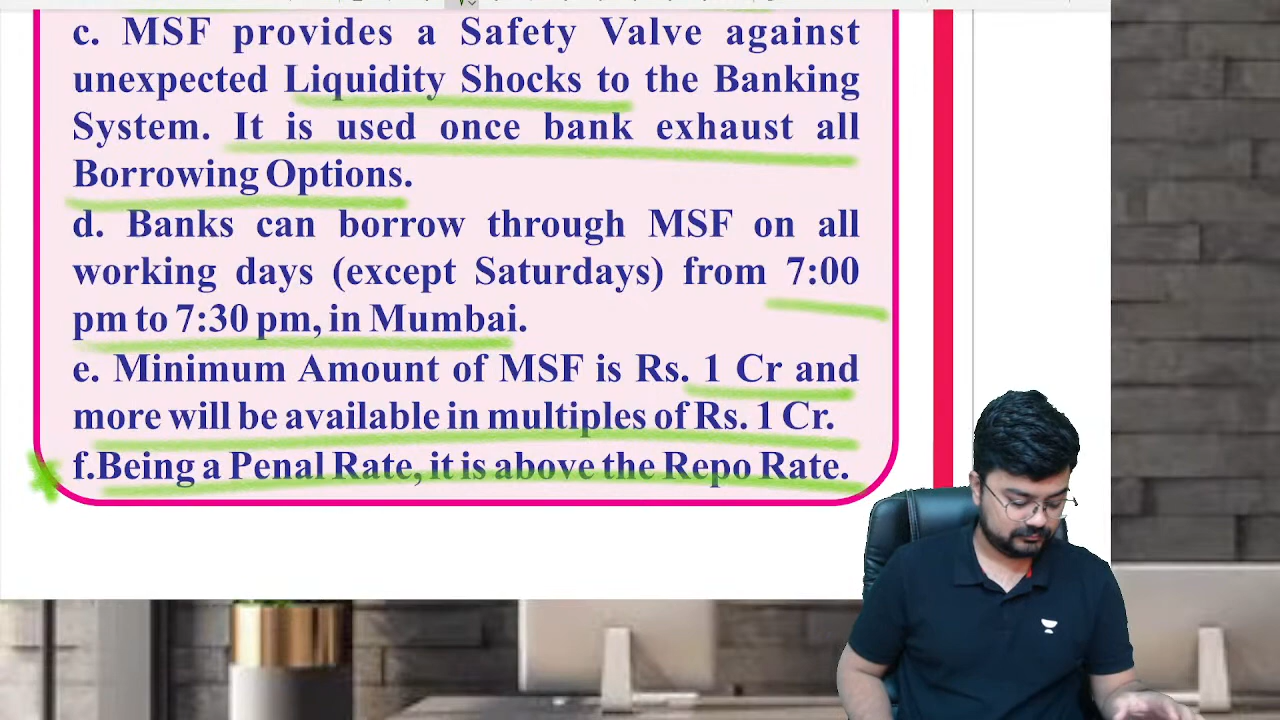 c. MSF provides a Safety Valve against
unexpected Liquidity Shocks to the Banking
System. It is used once bank exhaust all
Borrowing Options.
d. Banks can borrow through MSF on all
working days (except Saturdays) from 7:00
pm to 7:30 pm, in Mumbai.
e. Minimum Amount of MSF is Rs. 1 Cr and
more will be available in multiples of Rs. 1 Cr.
f.Being a Penal Rate, it is above the Repo Rate.